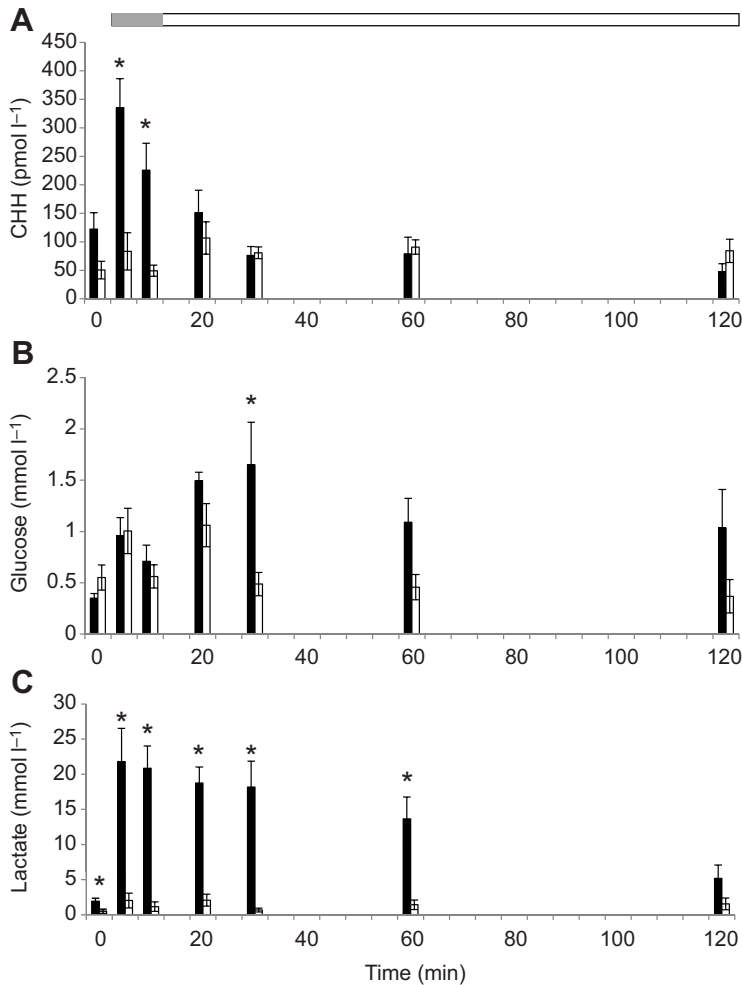 A
450
400
350
300
250
200
150
100
50
0
CHH (pmol l⁻¹)
*
*
0 20 40 60 80 100 120
B
2.5
2
1.5
1
0.5
0
Glucose (mmol l⁻¹)
*
0 20 40 60 80 100 120
C
30
25
20
15
10
5
0
Lactate (mmol l⁻¹)
* * * * * *
0 20 40 60 80 100 120
Time (min)